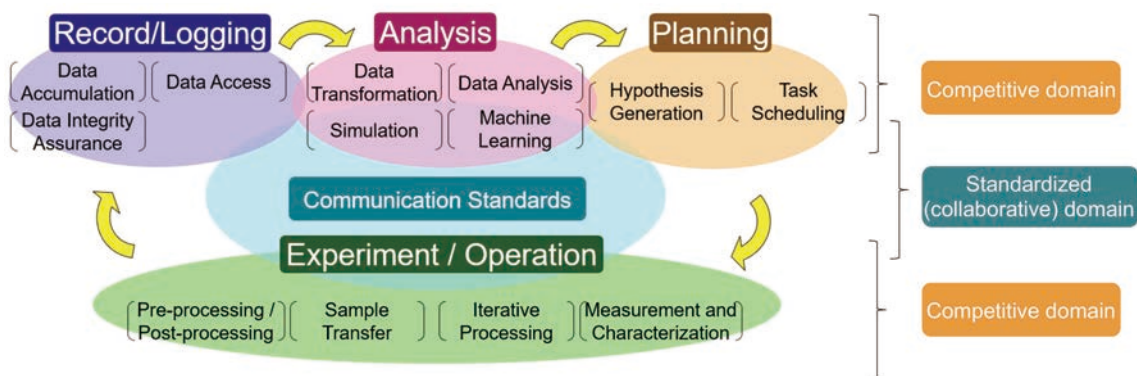 Record/Logging
Analysis
Planning
Data
Accumulation
Data Access
Data Integrity
Assurance
Data
Transformation
Data Analysis
Simulation
Machine
Learning
Hypothesis
Generation
Task
Scheduling
Communication Standards
Experiment / Operation
Pre-processing /
Post-processing
Sample
Transfer
Iterative
Processing
Measurement and
Characterization
Competitive domain
Standardized
(collaborative) domain
Competitive domain